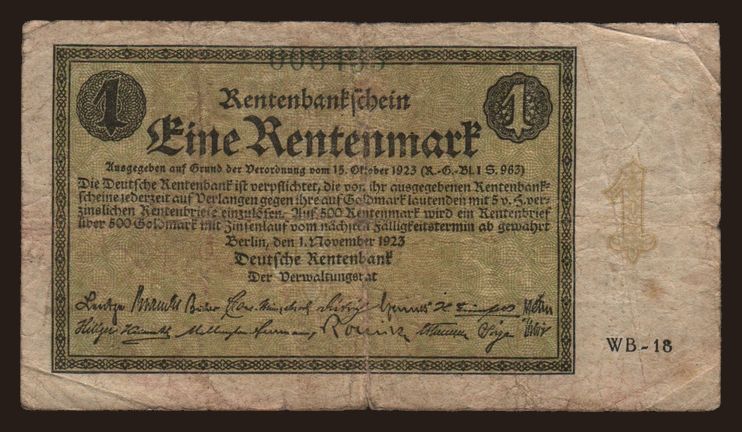 006455
1 Rentenbankschein 1
Eine Rentenmark
Ausgegeben auf Grund der Verordnung vom 15. Oktober 1923 (R.-G.-Bl. I S. 963)
Die Deutsche Rentenbank ist verpflichtet, die von ihr ausgegebenen Rentenbank-
scheine jederzeit auf Verlangen gegen ihre auf Goldmark lautenden mit 5 v. H. ver-
zinslichen Rentenbriefe einzulösen. Auf 500 Rentenmark wird ein Rentenbrief
über 500 Goldmark mit Zinsenlauf vom nächsten Fälligkeitstermin ab gewährt
Berlin, den 1. November 1923
Deutsche Rentenbank
Der Verwaltungsrat
1
WB-18